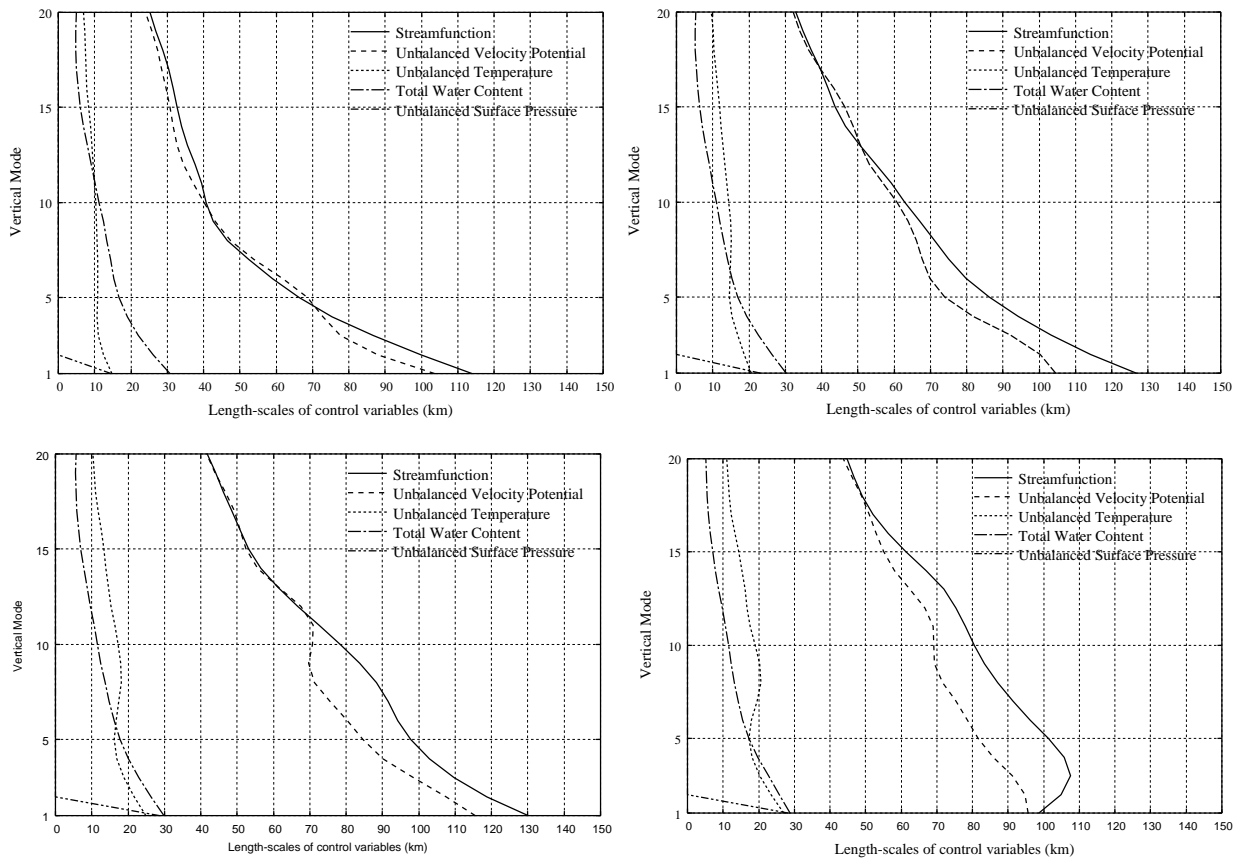 20
15
10
5
1
Vertical Mode
Streamfunction
Unbalanced Velocity Potential
Unbalanced Temperature
Total Water Content
Unbalanced Surface Pressure
0 10 20 30 40 50 60 70 80 90 100 110 120 130 140 150
Length-scales of control variables (km)
20
15
10
5
1
Vertical Mode
Streamfunction
Unbalanced Velocity Potential
Unbalanced Temperature
Total Water Content
Unbalanced Surface Pressure
0 10 20 30 40 50 60 70 80 90 100 110 120 130 140 150
Length-scales of control variables (km)
20
15
10
5
1
Vertical Mode
Streamfunction
Unbalanced Velocity Potential
Unbalanced Temperature
Total Water Content
Unbalanced Surface Pressure
0 10 20 30 40 50 60 70 80 90 100 110 120 130 140 150
Length-scales of control variables (km)
20
15
10
5
1
Vertical Mode
Streamfunction
Unbalanced Velocity Potential
Unbalanced Temperature
Total Water Content
Unbalanced Surface Pressure
0 10 20 30 40 50 60 70 80 90 100 110 120 130 140 150
Length-scales of control variables (km)